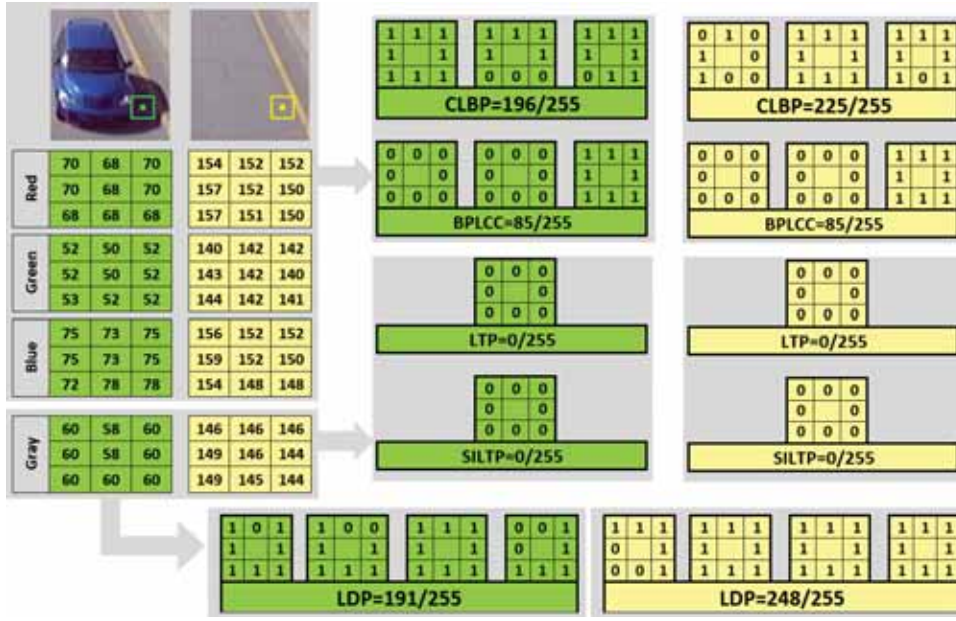 Red
70 68 70
70 68 70
68 68 68
154 152 152
157 152 150
157 151 150
Green
52 50 52
52 50 52
53 52 52
140 142 142
143 142 140
144 142 141
Blue
75 73 75
75 73 75
72 78 78
156 152 152
159 152 150
154 148 148
Gray
60 58 60
60 58 60
60 60 60
146 146 146
149 146 144
149 145 144
1 1 1 1 1 1 1 1 1
1 1 1 1 1 1
1 1 1 0 0 0 0 1 1
CLBP=196/255
0 1 0 1 1 1 1 1 1
1 0 1 1 1 1
1 0 0 1 1 1 1 0 1
CLBP=225/255
0 0 0 0 0 0 1 1 1
0 0 0 0 1 1
0 0 0 0 0 0 1 1 1
BPLCC=85/255
0 0 0 0 0 0 1 1 1
0 0 0 0 1 1
0 0 0 0 0 0 1 1 1
BPLCC=85/255
0 0 0
0 0
0 0 0
LTP=0/255
0 0 0
0 0
0 0 0
LTP=0/255
0 0 0
0 0
0 0 0
SILTP=0/255
0 0 0
0 0
0 0 0
SILTP=0/255
1 0 1 1 0 0 1 1 1 0 0 1
1 1 1 1 1 1 0 1
1 1 1 1 1 1 1 1 1 1 1 1
LDP=191/255
1 1 1 1 1 1 1 1 1 1 1 1
0 1 1 1 1 1 1 1
0 0 1 1 1 1 1 1 1 1 1 1
LDP=248/255